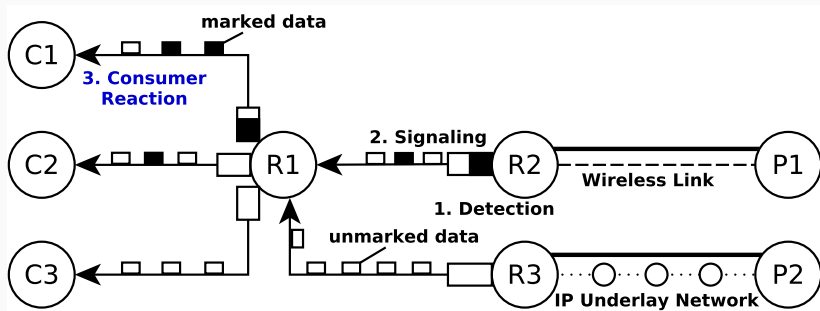 marked data
C1
3. Consumer
Reaction
2. Signaling
C2
R1
R2
P1
Wireless Link
1. Detection
unmarked data
C3
R3
P2
IP Underlay Network